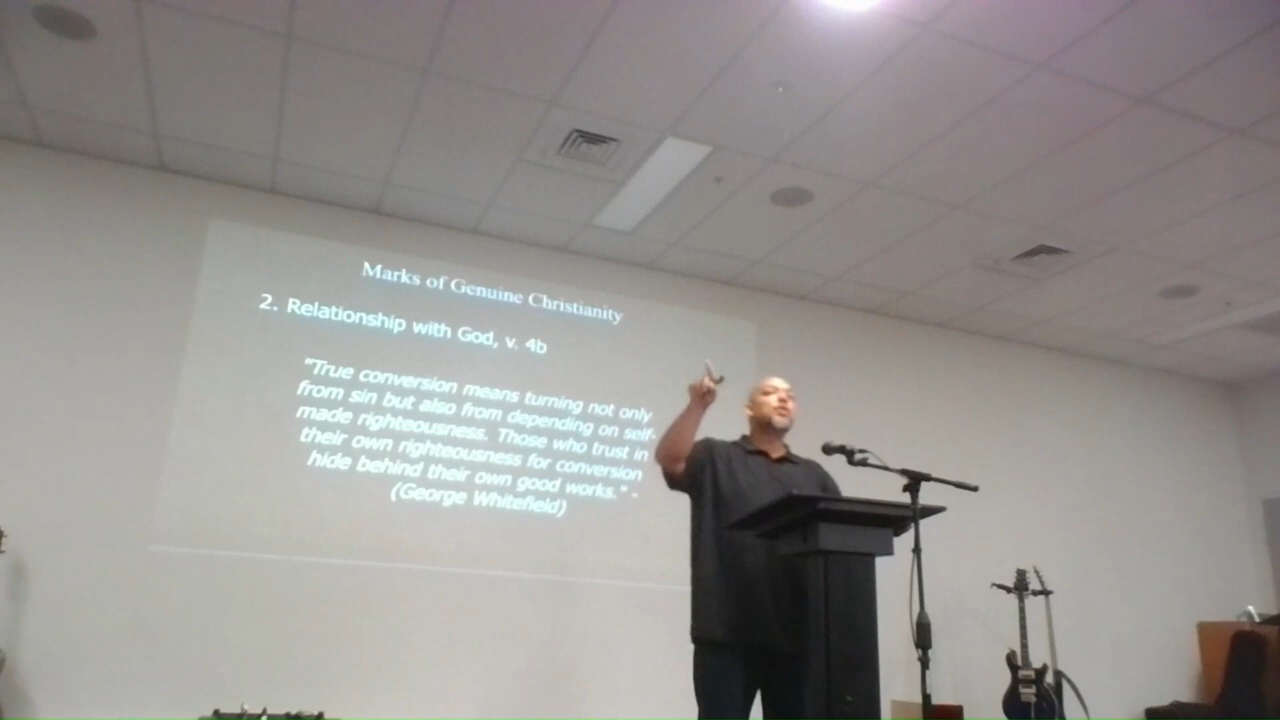 Marks of Genuine Christianity
2. Relationship with God, v. 4b
"True conversion means turning not only
from sin but also from depending on self-
made righteousness. Those who trust in
their own righteousness for conversion
hide behind their own good works." -
(George Whitefield)